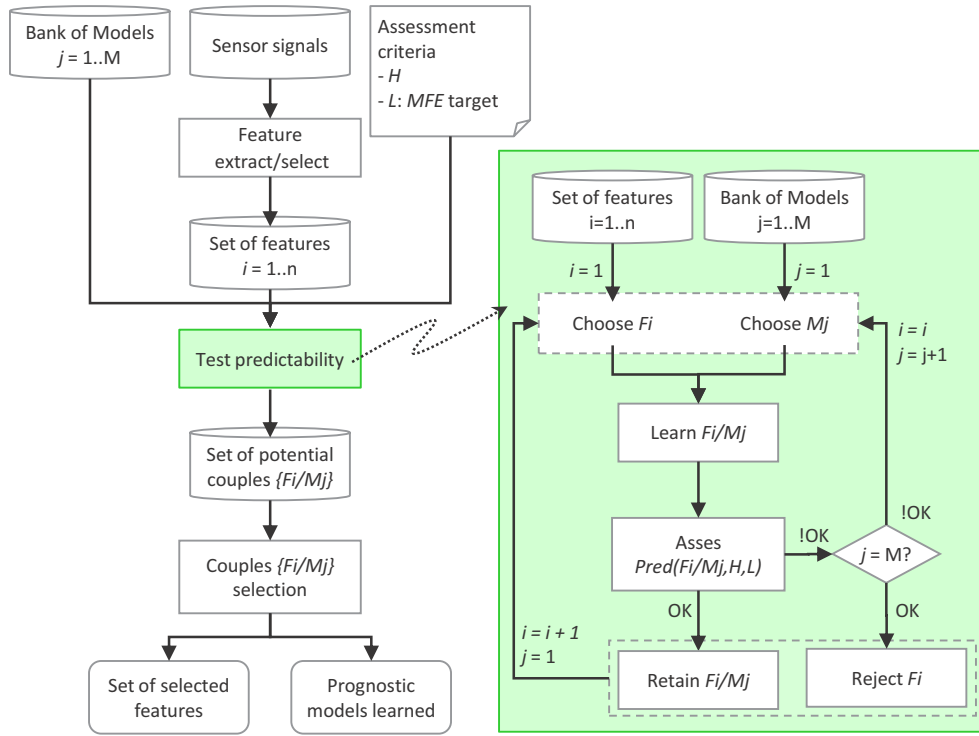 Bank of Models
j = 1..M
Sensor signals
Assessment
criteria
- H
- L: MFE target
Feature
extract/select
Set of features
i = 1..n
Test predictability
Set of potential
couples {Fi/Mj}
Couples {Fi/Mj}
selection
Set of selected
features
Prognostic
models learned
Set of features
i=1..n
Bank of Models
j=1..M
i = 1
j = 1
Choose Fi
Choose Mj
i = i
j = j+1
Learn Fi/Mj
!OK
Asses
Pred(Fi/Mj,H,L)
!OK
j = M?
OK
OK
i = i + 1
j = 1
Retain Fi/Mj
Reject Fi